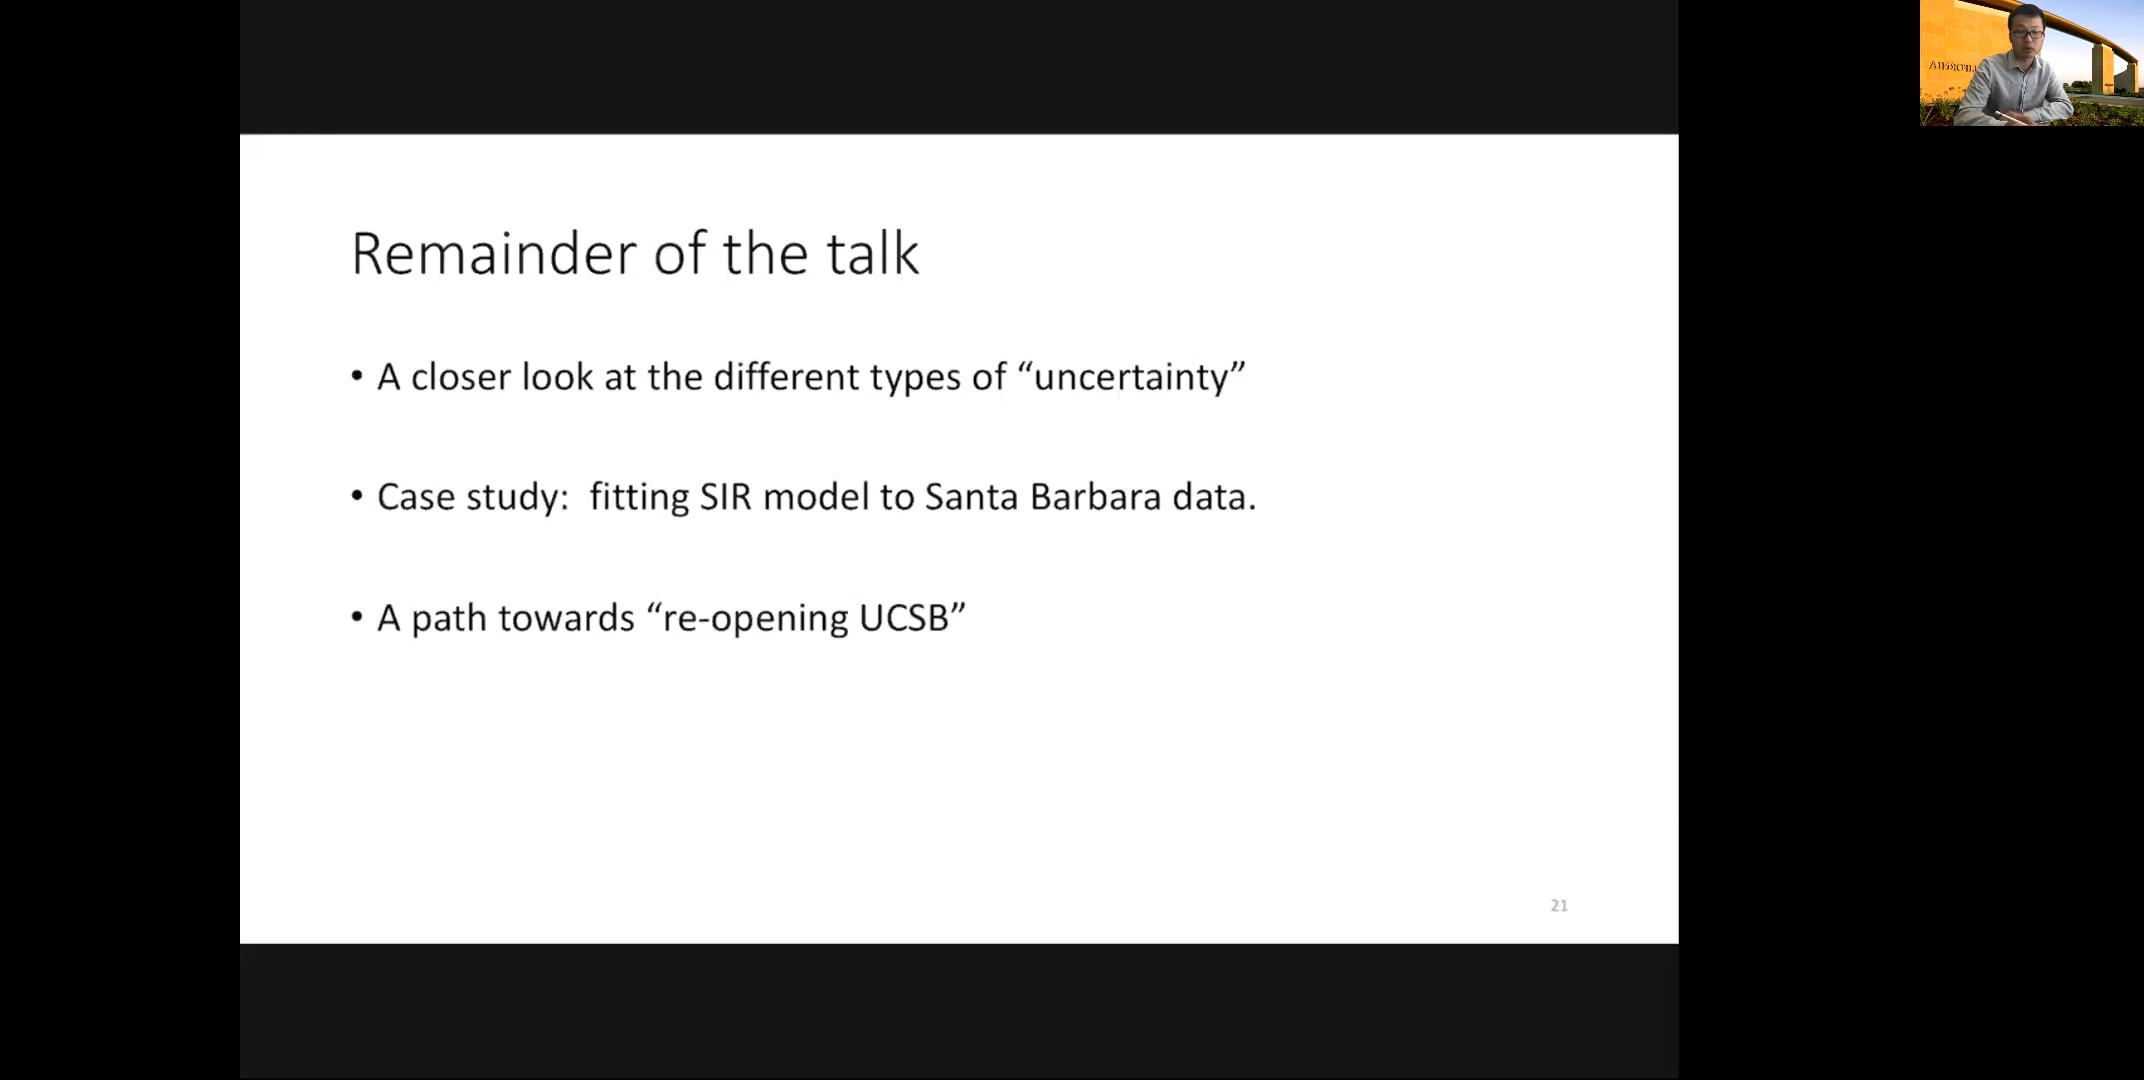 Remainder of the talk
• A closer look at the different types of “uncertainty”
• Case study:  fitting SIR model to Santa Barbara data.
• A path towards “re-opening UCSB”
21